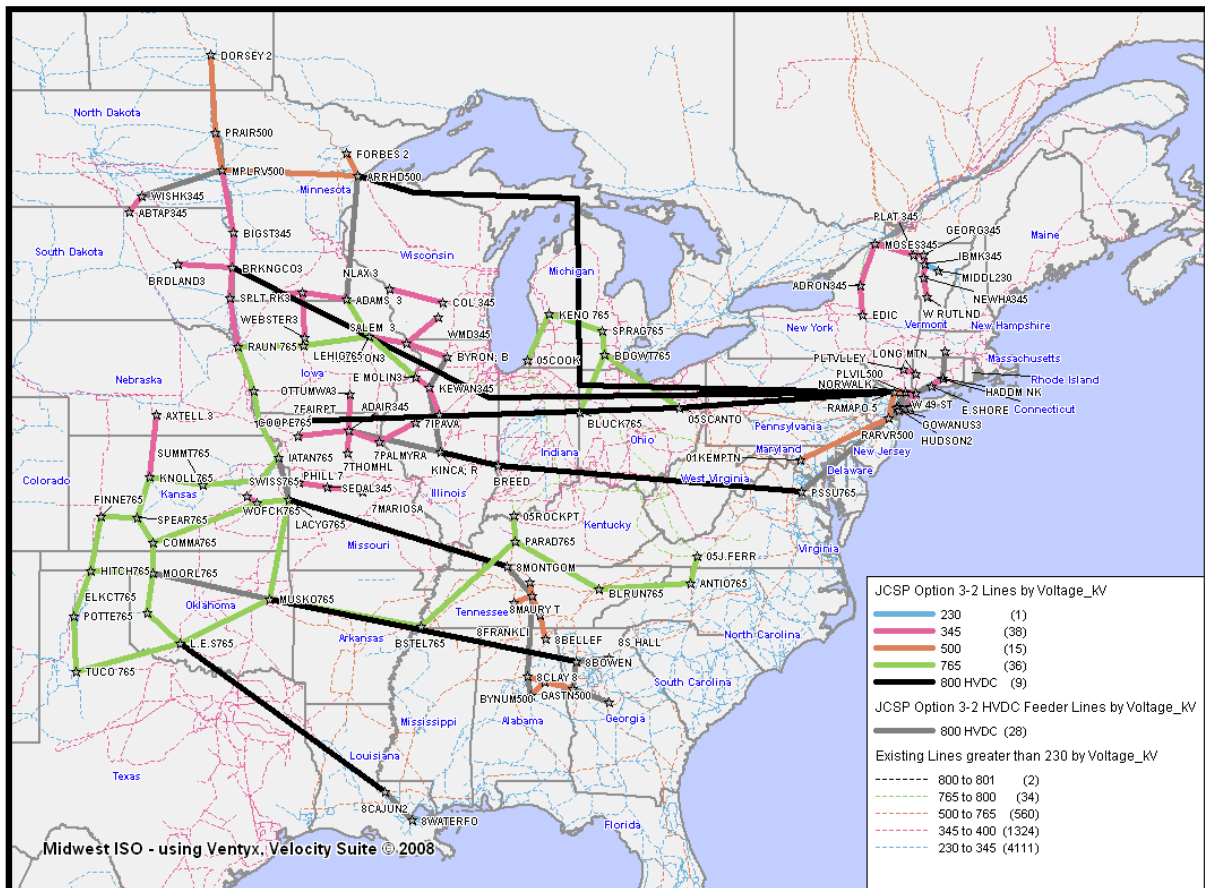 DORSEY 2
North Dakota
PRAIR500
FORBES 2
MPLRV500
ARRHD500
Minnesota
WISHK345
ABTAP345
PLAT 345
GEORG345
BIGST345
MOSES345
Maine
South Dakota
IBMK345
Wisconsin
MIDDL230
BRKNGCO3
NLAX 3
Michigan
BRDLAND3
ADRON345
NEWHA345
SPLT RK3
ADAMS 3
COL 345
W RUTLND
WEBSTER3
KENO 765
EDIC
New York
Vermont
New Hampshire
SALEM 3
WMD345
SPRAG765
RAUN 765
LEHIG765
BYRON; B
05COOK
BDGWT765
PLTVLLEY
LONG MTN
Massachusetts
Iowa
PLVIL500
E MOLIN3
Rhode Island
Nebraska
OTTUMWA3
KEWAN345
NORWALK
HADDM NK
7FAIRPT
ADAIR345
W 49 ST
E.SHORE
Connecticut
AXTELL 3
COOPE765
7IPAVA
BLUCK765
05SCANTO
RAMAPO 5
GOWANUS3
Pennsylvania
Ohio
HUDSON2
SUMMT765
IATAN765
7PALMYRA
Indiana
RARVR500
New Jersey
7THOMHL
KINCA; R
01KEMPTN
Maryland
Colorado
KNOLL765
SWISS765
PHILL 7
BREED
Delaware
Kansas
SEDAL345
Illinois
West Virginia
PSSU765
FINNE765
7MARIOSA
WOFCK765
SPEAR765
LACYG765
05ROCKPT
Kentucky
COMMA765
Missouri
PARAD765
Virginia
05J.FERR
HITCH765
MOORL765
8MONTGOM
ANTIO765
BLRUN765
ELKCT765
Oklahoma
MUSKO765
Tennessee
8MAURY T
POTTE765
Arkansas
BSTEL765
8FRANKLI
North Carolina
L.E.S765
8BELLEF
8S HALL
TUCO 765
8BOWEN
8CLAY 8
South Carolina
BYNUM500
GASTN500
Mississippi
Alabama
Georgia
Louisiana
Texas
8CAJUN2
8WATERFO
Florida
Midwest ISO - using Ventyx, Velocity Suite © 2008
JCSP Option 3-2 Lines by Voltage_kV
230 (1)
345 (38)
500 (15)
765 (36)
800 HVDC (9)
JCSP Option 3-2 HVDC Feeder Lines by Voltage_kV
800 HVDC (28)
Existing Lines greater than 230 by Voltage_kV
800 to 801 (2)
765 to 800 (34)
500 to 765 (560)
345 to 400 (1324)
230 to 345 (4111)